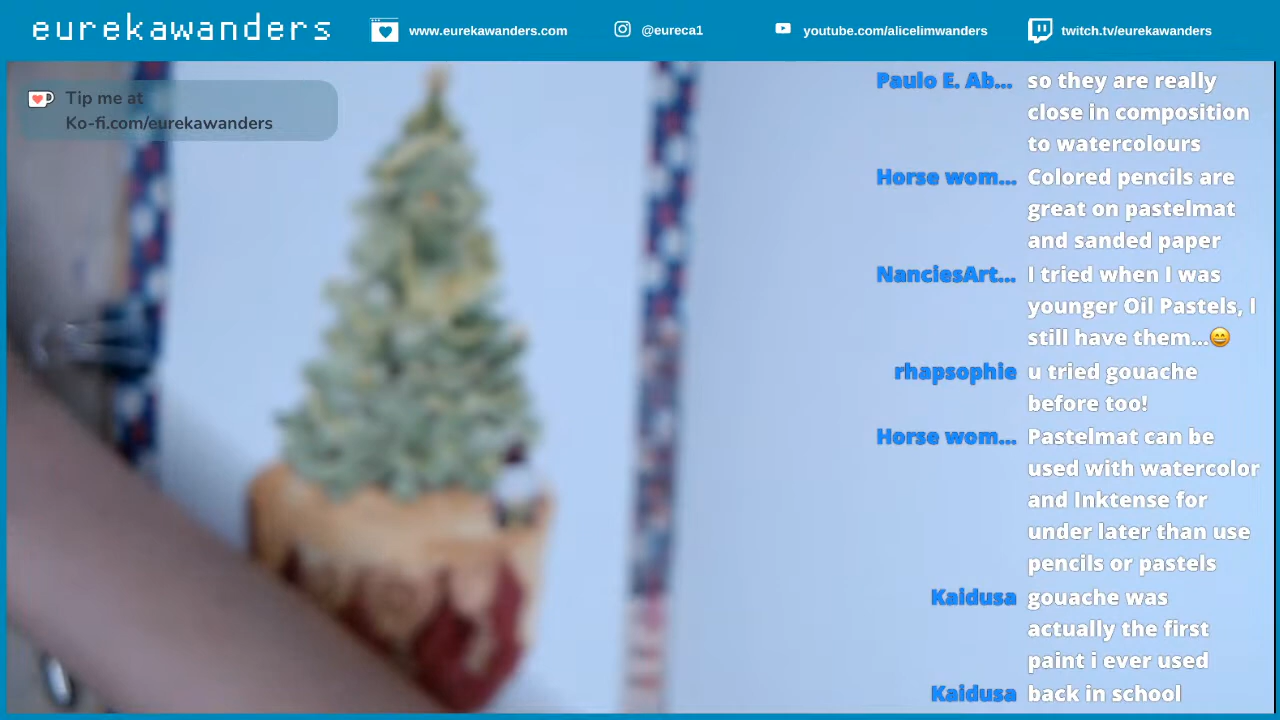 eurekawanders
www.eurekawanders.com
@eureca1
youtube.com/alicelimwanders
twitch.tv/eurekawanders
Tip me at
Ko-fi.com/eurekawanders
Paulo E. Ab... so they are really
close in composition
to watercolours
Horse wom... Colored pencils are
great on pastelmat
and sanded paper
NanciesArt... I tried when I was
younger Oil Pastels, I
still have them...😄
rhapsophie u tried gouache
before too!
Horse wom... Pastelmat can be
used with watercolor
and Inktense for
under later than use
pencils or pastels
Kaidusa gouache was
actually the first
paint i ever used
Kaidusa back in school